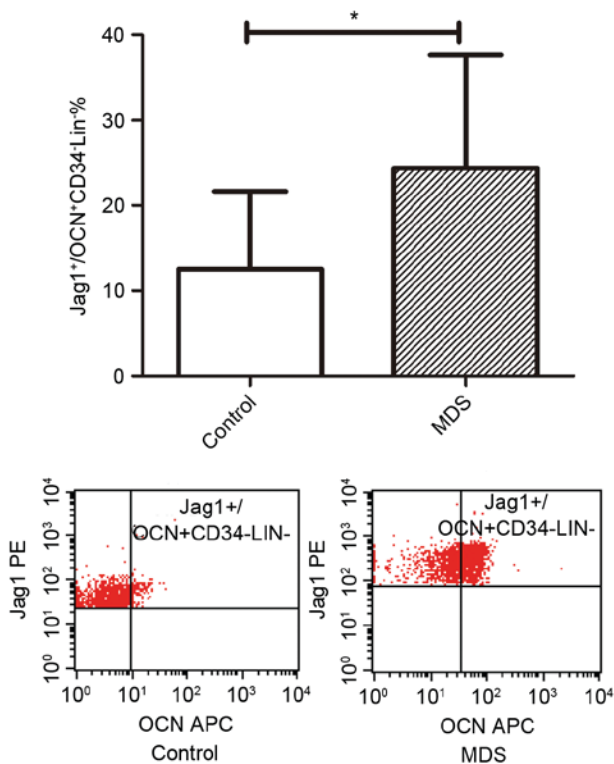 *
40
30
20
10
0
Jag1⁺/OCN⁺CD34⁻Lin⁻%
Control
MDS
Jag1+/
OCN+CD34-LIN-
10⁴
10³
10²
10¹
10⁰
Jag1 PE
10⁰ 10¹ 10² 10³ 10⁴
OCN APC
Control
Jag1+/
OCN+CD34-LIN-
10⁴
10³
10²
10¹
10⁰
Jag1 PE
10⁰ 10¹ 10² 10³ 10⁴
OCN APC
MDS